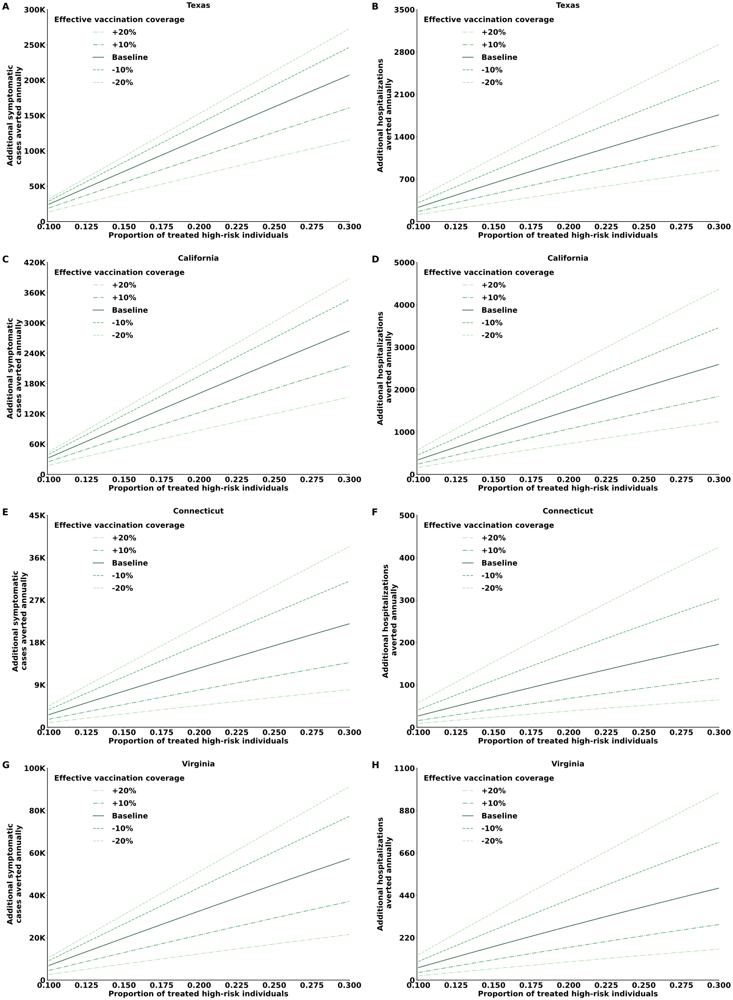 A
Texas
300K
250K
200K
150K
100K
50K
0
Additional symptomatic
cases averted annually
Effective vaccination coverage
+20%
+10%
Baseline
-10%
-20%
0.100 0.125 0.150 0.175 0.200 0.225 0.250 0.275 0.300
Proportion of treated high-risk individuals
B
Texas
3500
2800
2100
1400
700
0
Additional hospitalizations
averted annually
Effective vaccination coverage
+20%
+10%
Baseline
-10%
-20%
0.100 0.125 0.150 0.175 0.200 0.225 0.250 0.275 0.300
Proportion of treated high-risk individuals
C
California
420K
360K
300K
240K
180K
120K
60K
0
Additional symptomatic
cases averted annually
Effective vaccination coverage
+20%
+10%
Baseline
-10%
-20%
0.100 0.125 0.150 0.175 0.200 0.225 0.250 0.275 0.300
Proportion of treated high-risk individuals
D
California
5000
4000
3000
2000
1000
0
Additional hospitalizations
averted annually
Effective vaccination coverage
+20%
+10%
Baseline
-10%
-20%
0.100 0.125 0.150 0.175 0.200 0.225 0.250 0.275 0.300
Proportion of treated high-risk individuals
E
Connecticut
45K
36K
27K
18K
9K
0
Additional symptomatic
cases averted annually
Effective vaccination coverage
+20%
+10%
Baseline
-10%
-20%
0.100 0.125 0.150 0.175 0.200 0.225 0.250 0.275 0.300
Proportion of treated high-risk individuals
F
Connecticut
500
400
300
200
100
0
Additional hospitalizations
averted annually
Effective vaccination coverage
+20%
+10%
Baseline
-10%
-20%
0.100 0.125 0.150 0.175 0.200 0.225 0.250 0.275 0.300
Proportion of treated high-risk individuals
G
Virginia
100K
80K
60K
40K
20K
0
Additional symptomatic
cases averted annually
Effective vaccination coverage
+20%
+10%
Baseline
-10%
-20%
0.100 0.125 0.150 0.175 0.200 0.225 0.250 0.275 0.300
Proportion of treated high-risk individuals
H
Virginia
1100
880
660
440
220
0
Additional hospitalizations
averted annually
Effective vaccination coverage
+20%
+10%
Baseline
-10%
-20%
0.100 0.125 0.150 0.175 0.200 0.225 0.250 0.275 0.300
Proportion of treated high-risk individuals